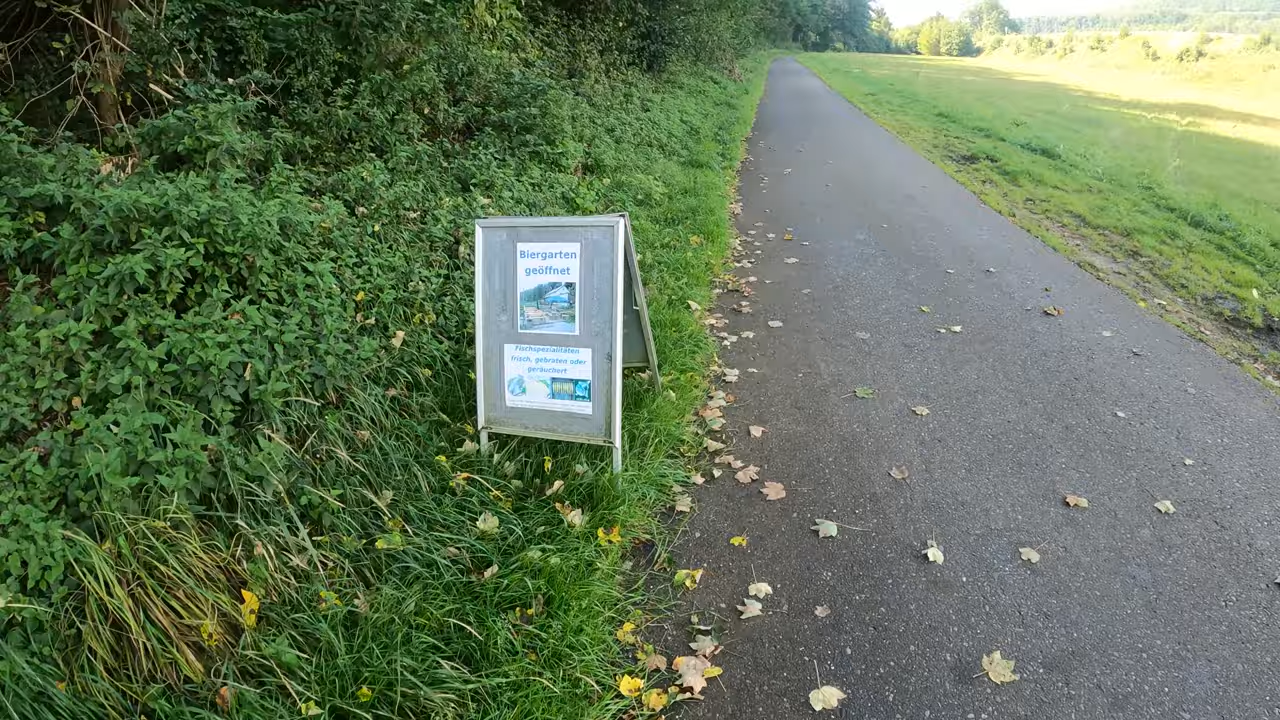 Biergarten
geöffnet
Fischspezialitäten
frisch, gebraten oder
geräuchert